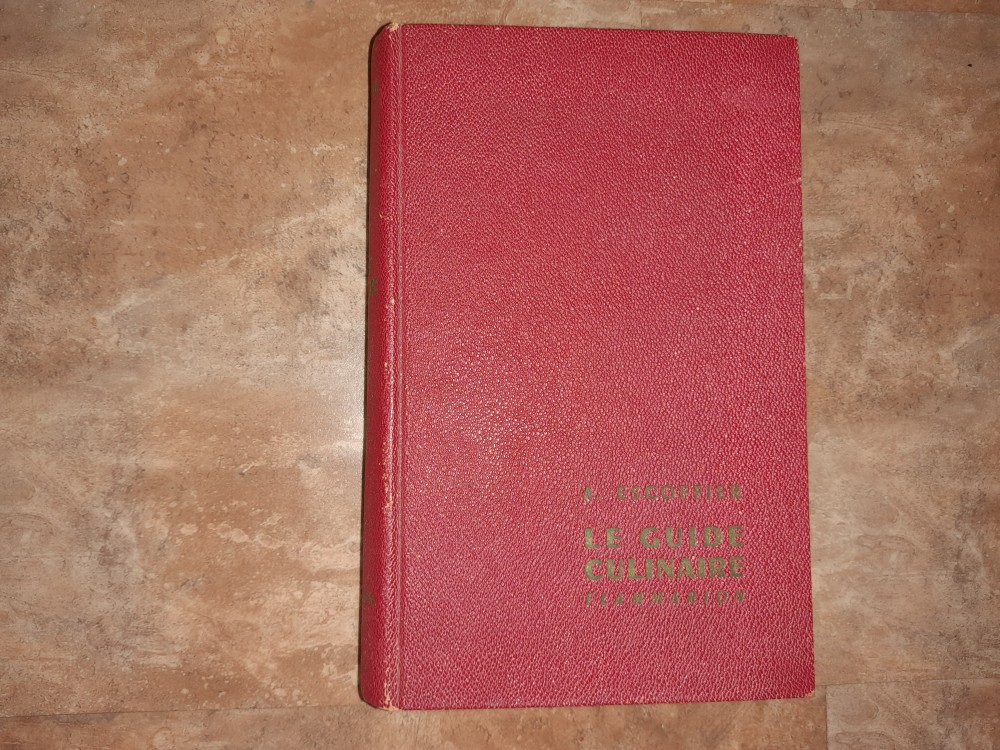 A. ESCOFFIER
LE GUIDE
CULINAIRE
FLAMMARION